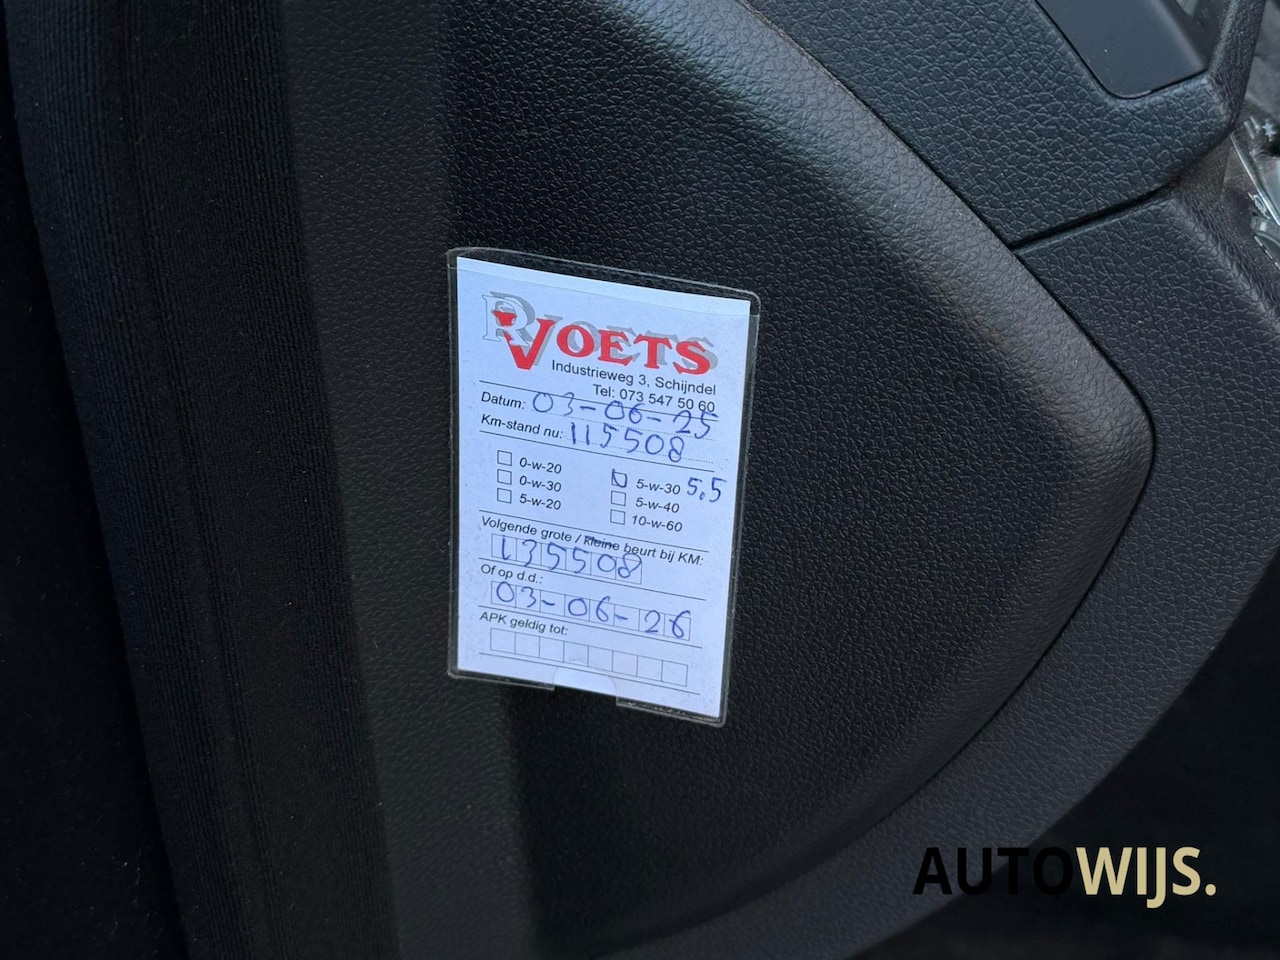 R VOETS
Industrieweg 3, Schijndel
Tel: 073 547 50 60
Datum: 03-06-25
Km-stand nu: 115508
0-w-20
0-w-30
5-w-20
5-w-30 5,5
5-w-40
10-w-60
Volgende grote / kleine beurt bij KM:
135508
Of op d.d.:
03-06-26
APK geldig tot:
AUTOWIJS.